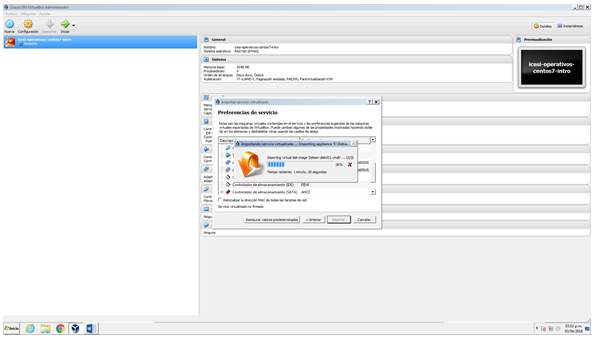 Oracle VM VirtualBox Administrador
Archivo Máquina Ayuda
Nueva Configuración Descartar Iniciar
Detalles Instantáneas
icesi-operativos-centos7-intro
General
Nombre: icesi-operativos-centos7-intro
Sistema operativo: Red Hat (64-bit)
Sistema
Memoria base: 2048 MB
Procesadores: 4
Orden de arranque: Disco duro, Óptica
Aceleración: VT-x/AMD-V, Paginación anidada, PAE/NX, Paravirtualización KVM
Previsualización
icesi-operativos-
centos7-intro
Importar servicio virtualizado
Preferencias de servicio
Estas son las máquinas virtuales contenidas en el servicio y las preferencias sugeridas de las máquinas
virtuales importadas de VirtualBox. Puede cambiar algunas de las propiedades mostradas haciendo doble
clic en los elementos y deshabilitar otras usando las casillas de abajo.
Importando servicio virtualizado ...: Importing appliance
Importing virtual disk image 'Debian-disk001.vmdk' ... (2/2)
36%
Tiempo restante: 1 minuto, 20 segundos
Controlador de almacenamiento (IDE) PIIX4
Controlador de almacenamiento (SATA) AHCI
Reinicializar la dirección MAC de todas las tarjetas de red
Servicio virtualizado no firmado
Restaurar valores predeterminados < Anterior Importar Cancelar
Ninguno
Inicio
03:52 p.m.
03/04/2018